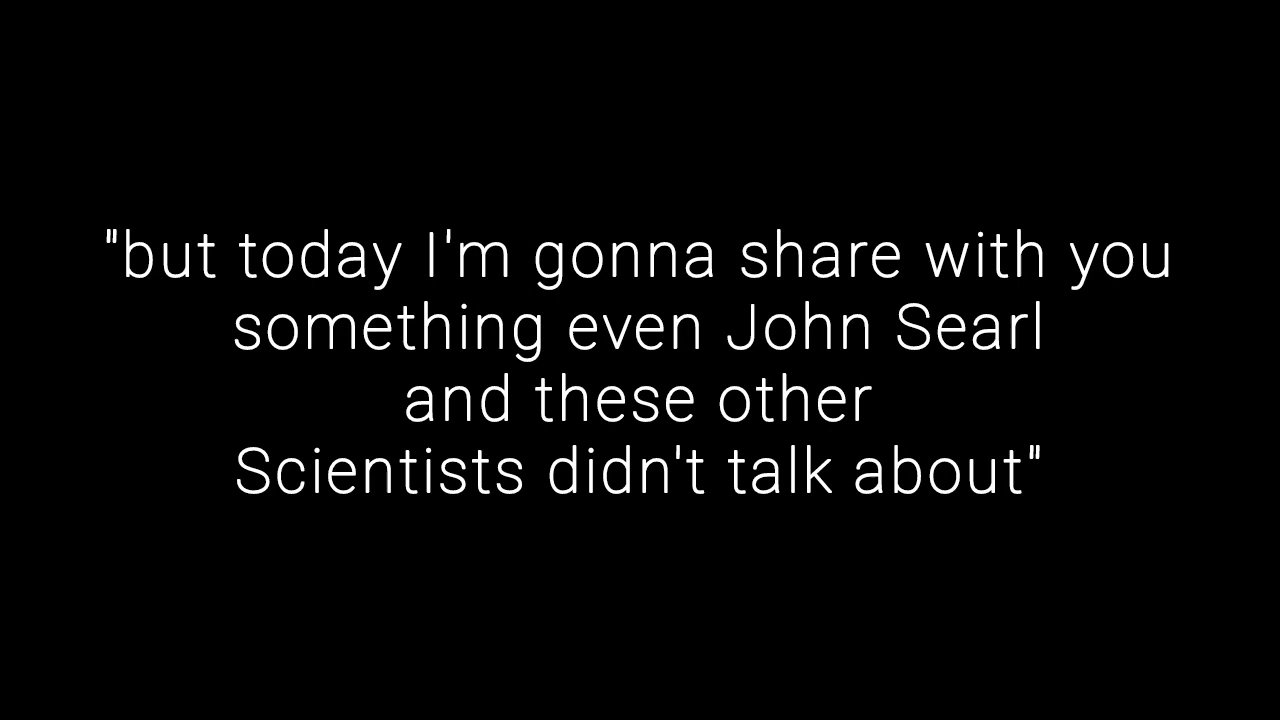 "but today I'm gonna share with you
something even John Searl
and these other
Scientists didn't talk about"